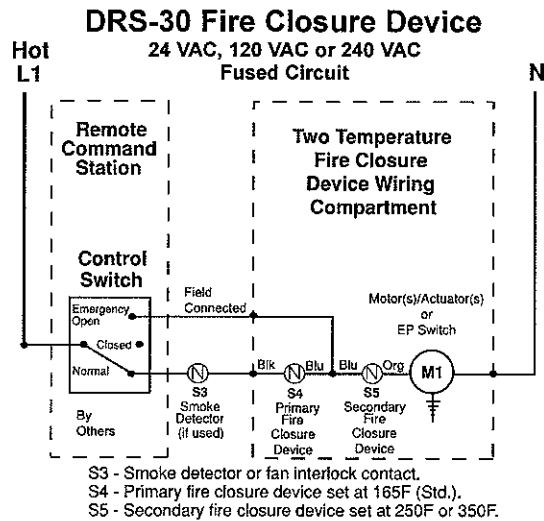 DRS-30 Fire Closure Device
24 VAC, 120 VAC or 240 VAC
Fused Circuit
Hot
L1
N
Remote
Command
Station
Two Temperature
Fire Closure
Device Wiring
Compartment
Control
Switch
Emergency
Open
Closed
Normal
Field
Connected
Motor(s)/Actuator(s)
or
EP Switch
Blk
Blu
Blu
Org
M1
S3
Smoke
Detector
(if used)
S4
Primary
Fire
Closure
Device
S5
Secondary
Fire
Closure
Device
By
Others
S3 - Smoke detector or fan interlock contact.
S4 - Primary fire closure device set at 165F (Std.).
S5 - Secondary fire closure device set at 250F or 350F.